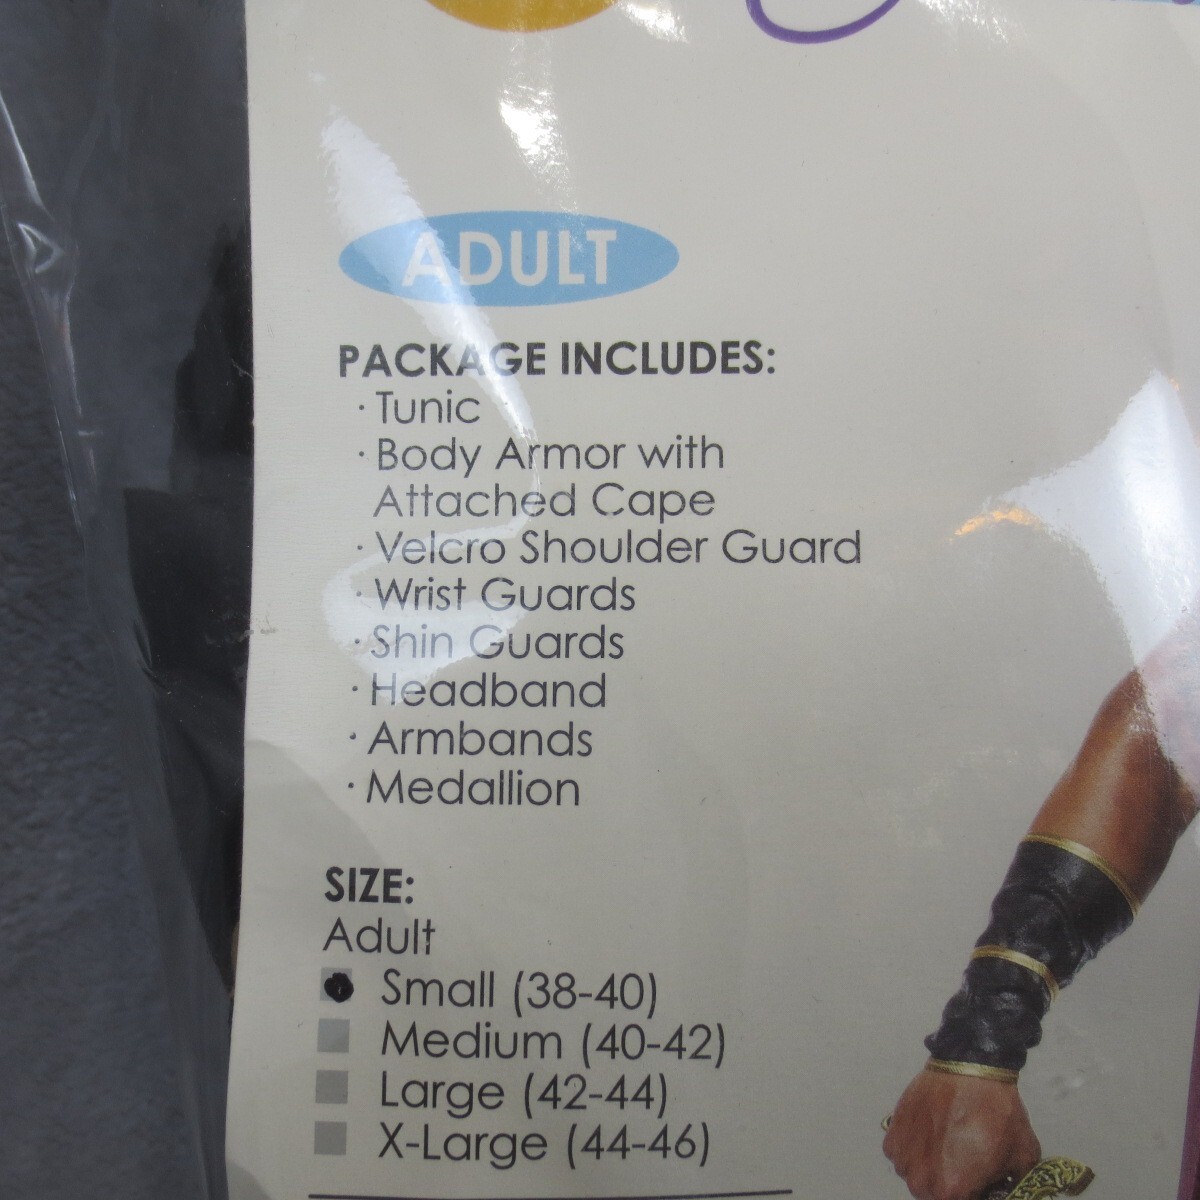 ADULT
PACKAGE INCLUDES:
· Tunic
· Body Armor with
Attached Cape
· Velcro Shoulder Guard
· Wrist Guards
· Shin Guards
· Headband
· Armbands
· Medallion
SIZE:
Adult
Small (38-40)
Medium (40-42)
Large (42-44)
X-Large (44-46)